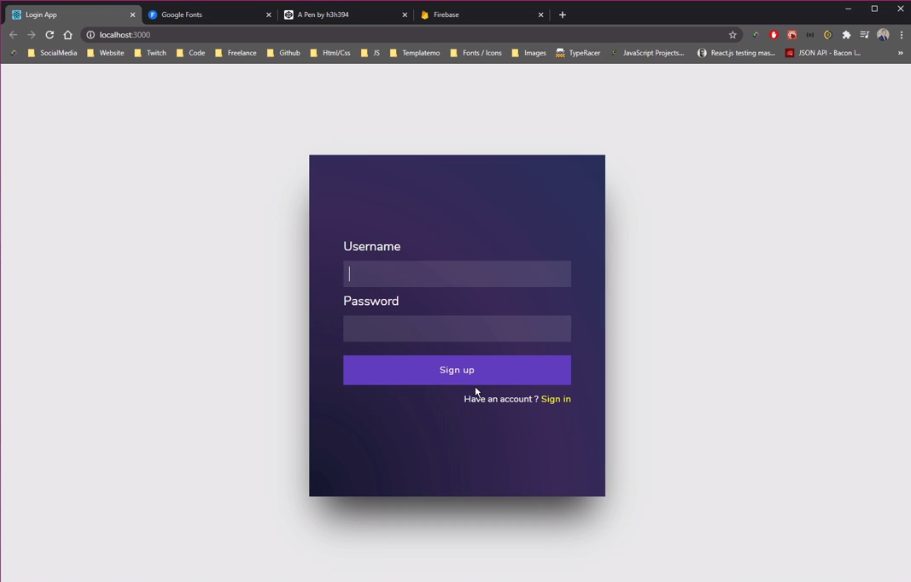 Login App
Google Fonts
A Pen by h3h394
Firebase
localhost:3000
SocialMedia Website Twitch Code Freelance Github Html/Css JS Templatemo Fonts / Icons Images TypeRacer JavaScript Projects... React.js testing mas... JSON API - Bacon I... »
Username
Password
Sign up
Have an account ? Sign in